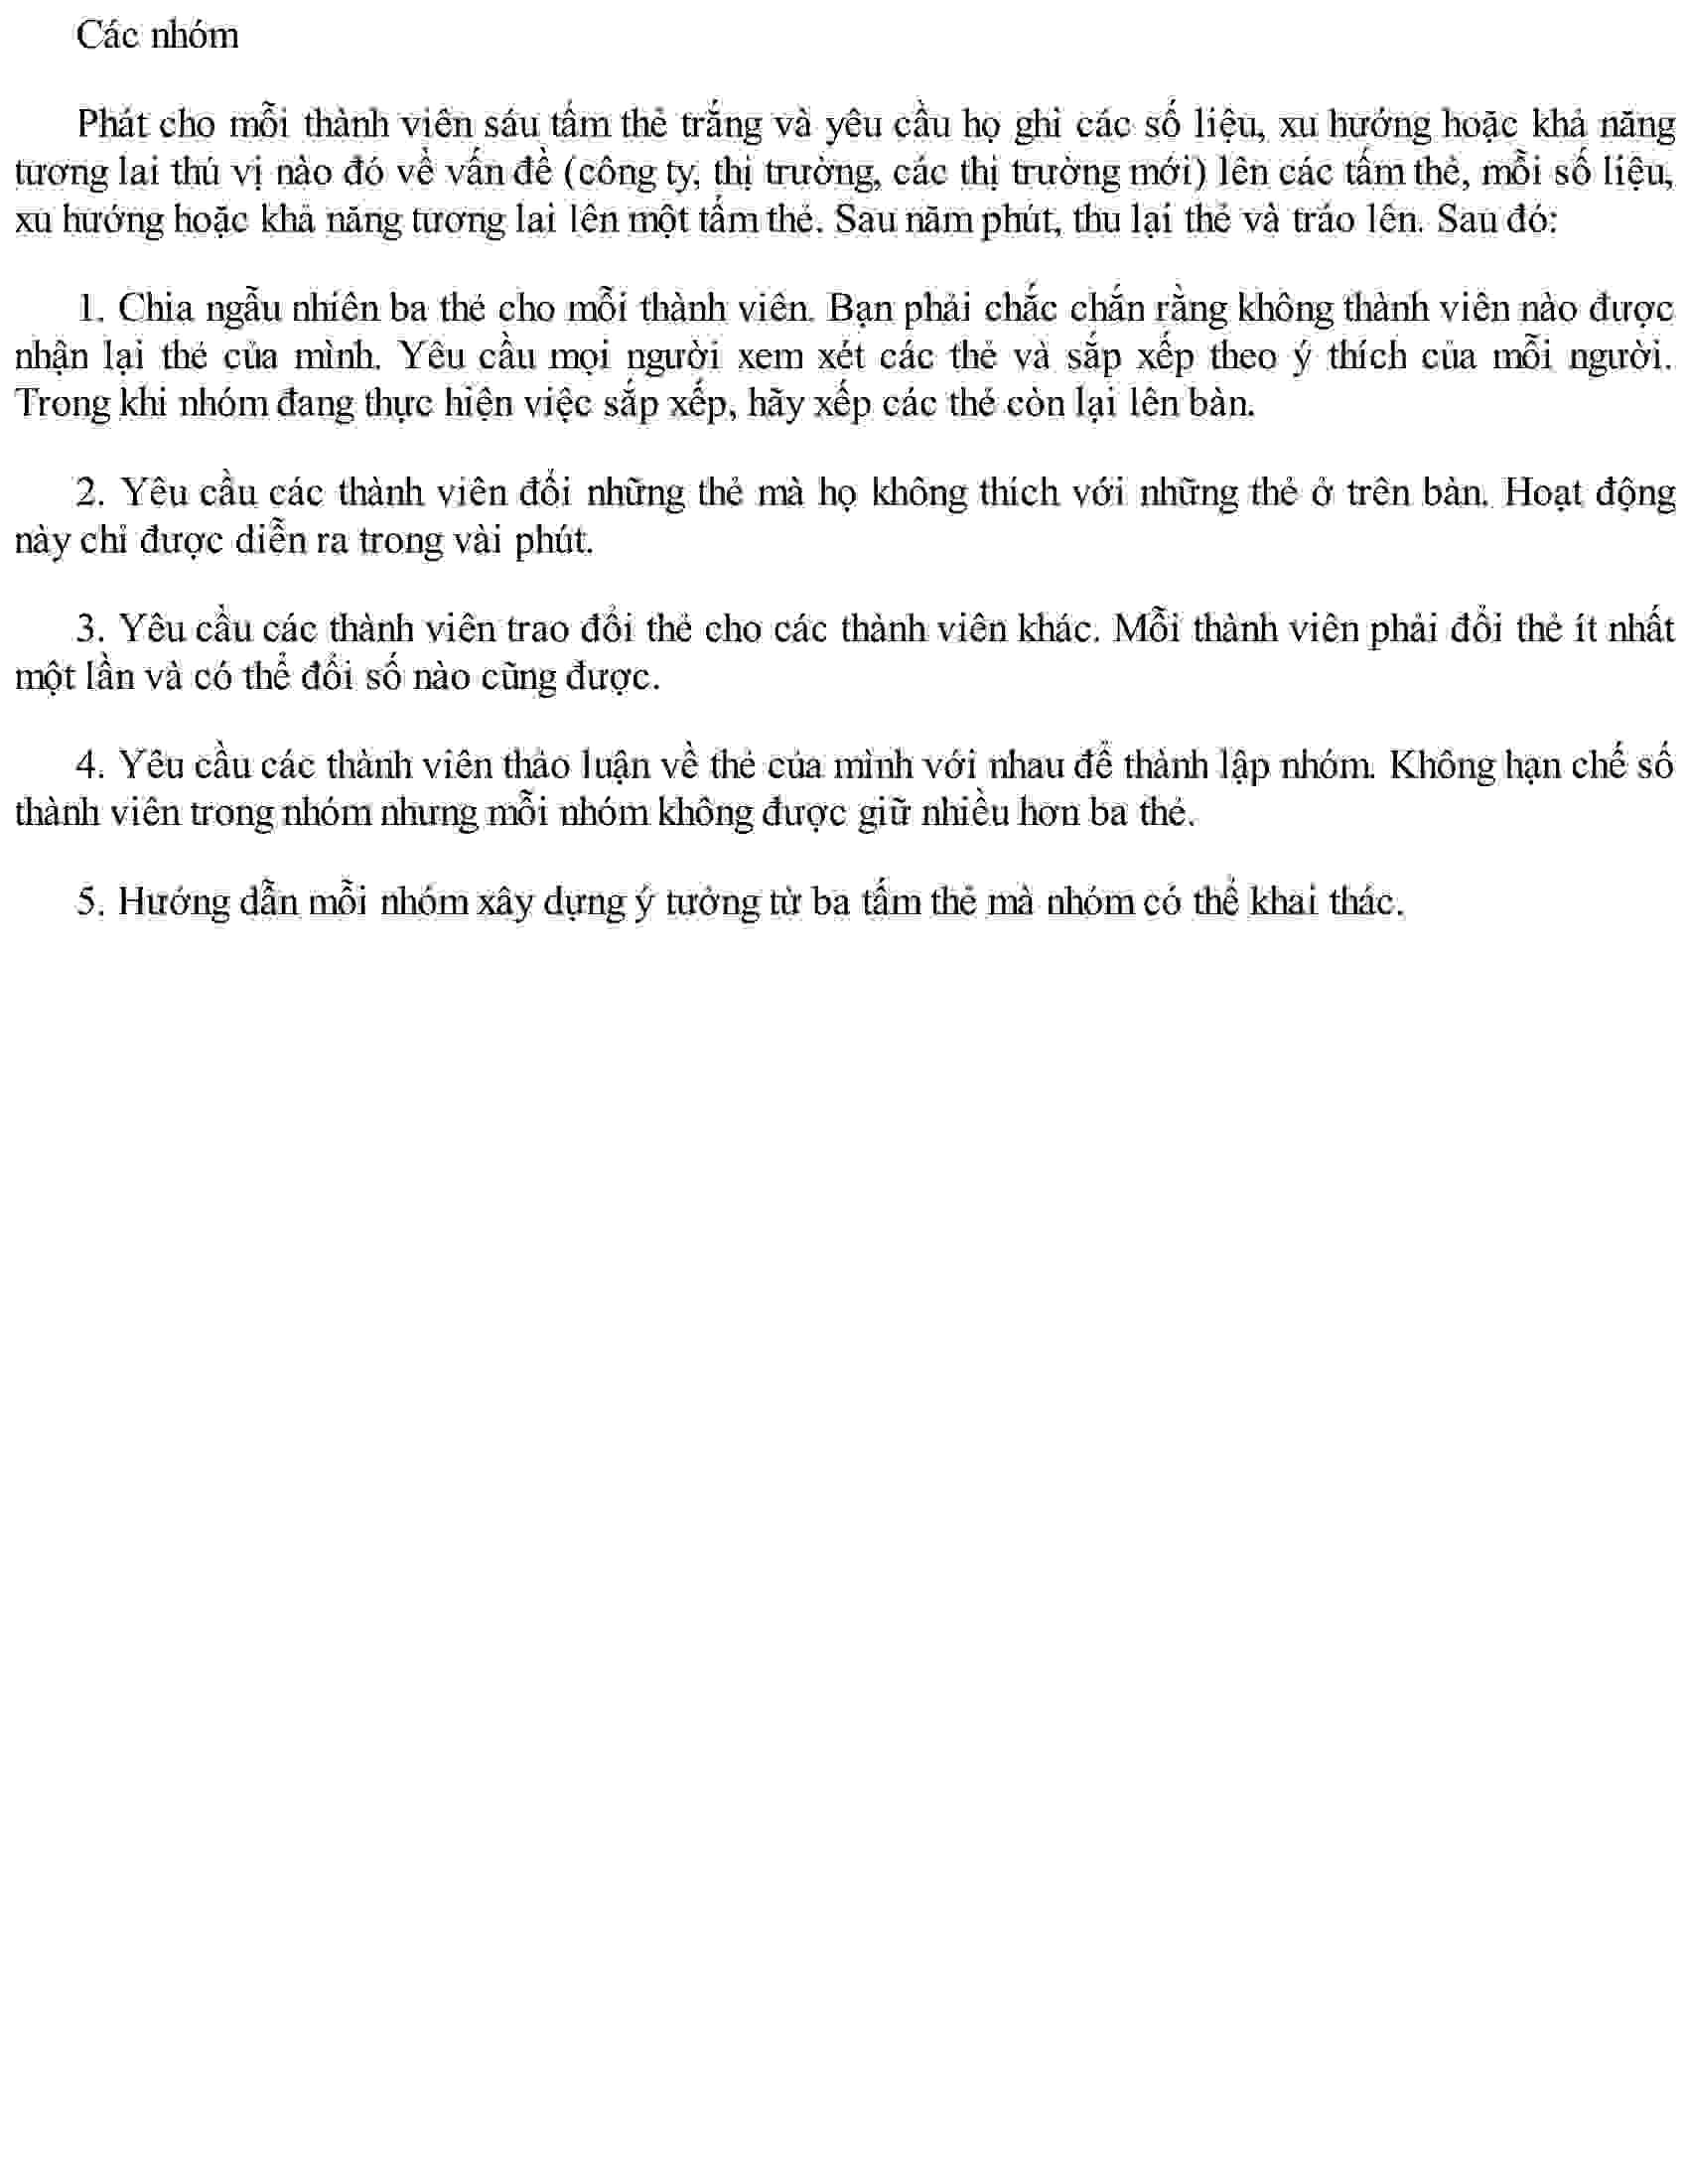 Các nhóm
Phát cho mỗi thành viên sáu tấm thẻ trắng và yêu cầu họ ghi các số liệu, xu hướng hoặc khả năng
tương lai thú vị nào đó về vấn đề (công ty, thị trường, các thị trường mới) lên các tấm thẻ, mỗi số liệu,
xu hướng hoặc khả năng tương lai lên một tấm thẻ. Sau năm phút, thu lại thẻ và tráo lên. Sau đó:
1. Chia ngẫu nhiên ba thẻ cho mỗi thành viên. Bạn phải chắc chắn rằng không thành viên nào được
nhận lại thẻ của mình. Yêu cầu mọi người xem xét các thẻ và sắp xếp theo ý thích của mỗi người.
Trong khi nhóm đang thực hiện việc sắp xếp, hãy xếp các thẻ còn lại lên bàn.
2. Yêu cầu các thành viên đổi những thẻ mà họ không thích với những thẻ ở trên bàn. Hoạt động
này chỉ được diễn ra trong vài phút.
3. Yêu cầu các thành viên trao đổi thẻ cho các thành viên khác. Mỗi thành viên phải đổi thẻ ít nhất
một lần và có thể đổi số nào cũng được.
4. Yêu cầu các thành viên thảo luận về thẻ của mình với nhau để thành lập nhóm. Không hạn chế số
thành viên trong nhóm nhưng mỗi nhóm không được giữ nhiều hơn ba thẻ.
5. Hướng dẫn mỗi nhóm xây dựng ý tưởng từ ba tấm thẻ mà nhóm có thể khai thác.